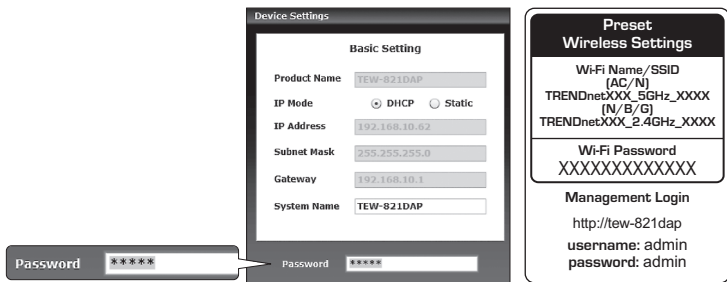 Device Settings
Basic Setting
Product Name TEW-821DAP
IP Mode DHCP Static
IP Address 192.168.10.62
Subnet Mask 255.255.255.0
Gateway 192.168.10.1
System Name TEW-821DAP
Password *****
Password *****
Preset
Wireless Settings
Wi-Fi Name/SSID
(AC/N)
TRENDnetXXX_5GHz_XXXX
(N/B/G)
TRENDnetXXX_2.4GHz_XXXX
Wi-Fi Password
XXXXXXXXXXXXX
Management Login
http://tew-821dap
username: admin
password: admin